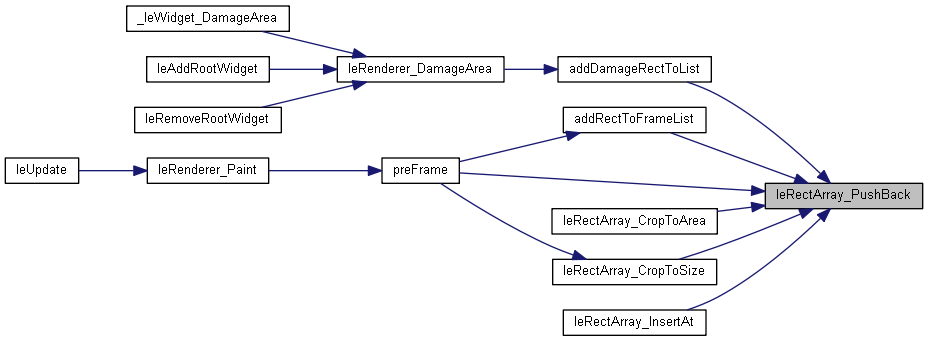 _leWidget_DamageArea
leAddRootWidget
leRenderer_DamageArea
addDamageRectToList
leRemoveRootWidget
addRectToFrameList
leUpdate
leRenderer_Paint
preFrame
leRectArray_PushBack
leRectArray_CropToArea
leRectArray_CropToSize
leRectArray_InsertAt